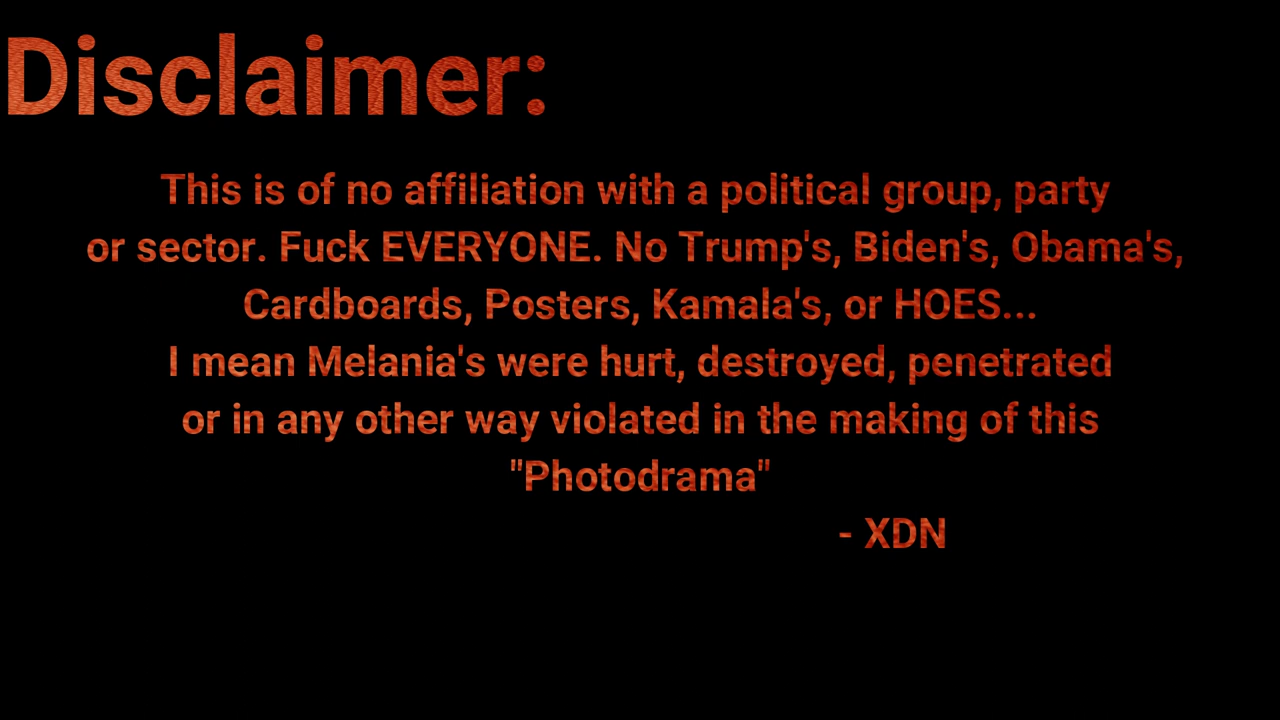 Disclaimer:
This is of no affiliation with a political group, party
or sector. Fuck EVERYONE. No Trump's, Biden's, Obama's,
Cardboards, Posters, Kamala's, or HOES...
I mean Melania's were hurt, destroyed, penetrated
or in any other way violated in the making of this
"Photodrama"
- XDN